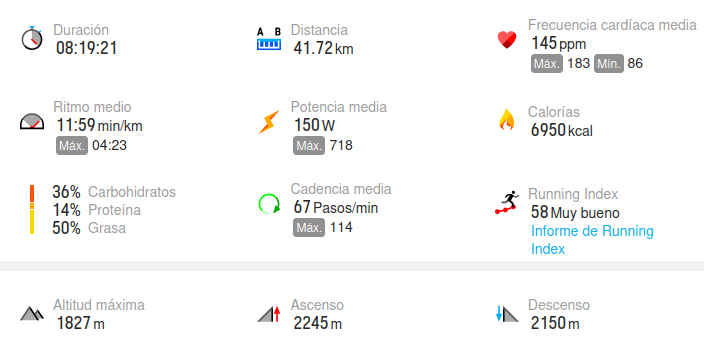 Duración
08:19:21
A B
Distancia
41.72 km
Frecuencia cardíaca media
145 ppm
Máx. 183 Mín. 86
Ritmo medio
11:59 min/km
Máx. 04:23
Potencia media
150 W
Máx. 718
Calorías
6950 kcal
36% Carbohidratos
14% Proteína
50% Grasa
Cadencia media
67 Pasos/min
Máx. 114
Running Index
58 Muy bueno
Informe de Running
Index
Altitud máxima
1827 m
Ascenso
2245 m
Descenso
2150 m